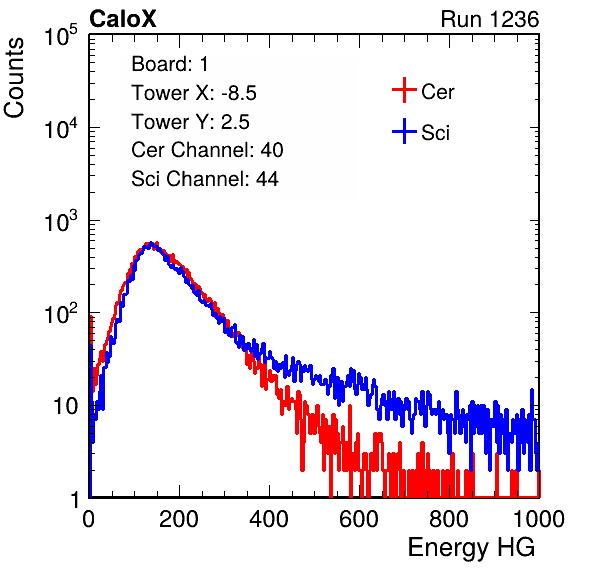 CaloX Run 1236
Counts
10^5
10^4
10^3
10^2
10
1
Board: 1
Tower X: -8.5
Tower Y: 2.5
Cer Channel: 40
Sci Channel: 44
Cer
Sci
0 200 400 600 800 1000
Energy HG